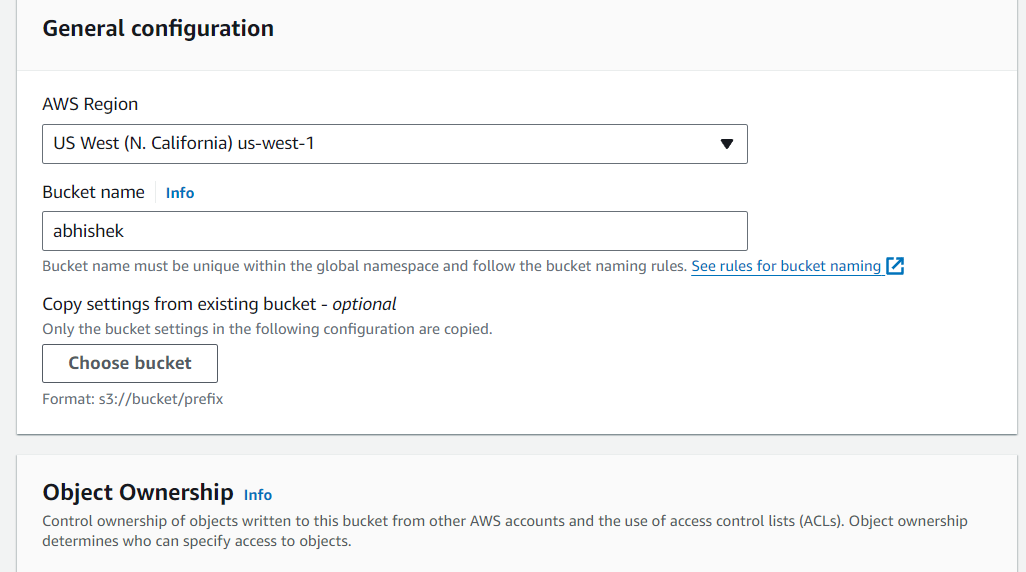 General configuration
AWS Region
US West (N. California) us-west-1
Bucket name Info
abhishek
Bucket name must be unique within the global namespace and follow the bucket naming rules. See rules for bucket naming
Copy settings from existing bucket - optional
Only the bucket settings in the following configuration are copied.
Choose bucket
Format: s3://bucket/prefix
Object Ownership Info
Control ownership of objects written to this bucket from other AWS accounts and the use of access control lists (ACLs). Object ownership
determines who can specify access to objects.